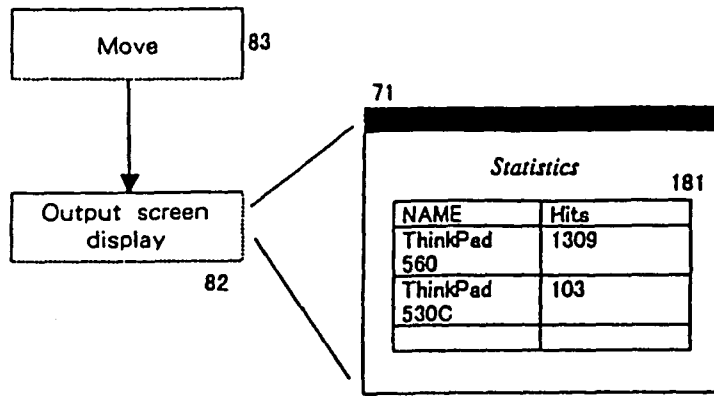 Move
83
71
Statistics
181
NAME Hits
ThinkPad 1309
560
ThinkPad 103
530C
Output screen
display
82